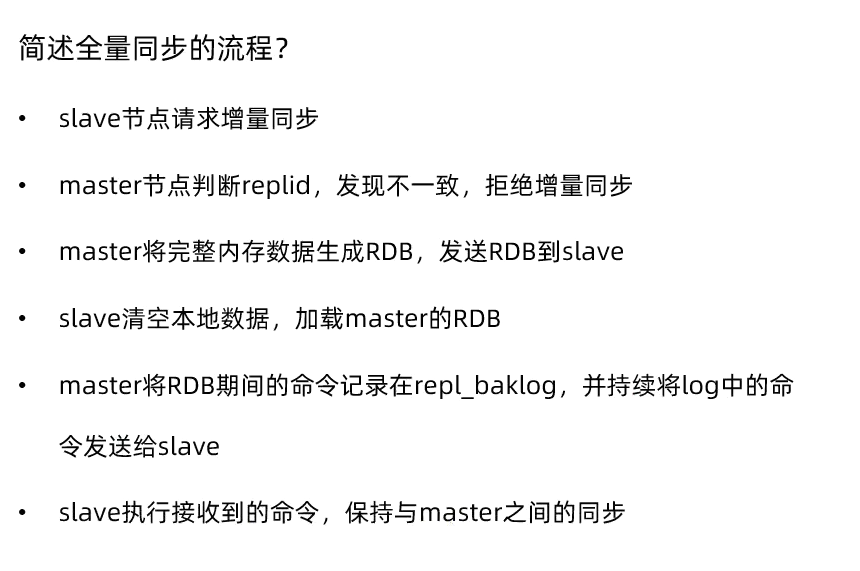 简述全量同步的流程？
• slave节点请求增量同步
• master节点判断replid，发现不一致，拒绝增量同步
• master将完整内存数据生成RDB，发送RDB到slave
• slave清空本地数据，加载master的RDB
• master将RDB期间的命令记录在repl_baklog，并持续将log中的命
令发送给slave
• slave执行接收到的命令，保持与master之间的同步